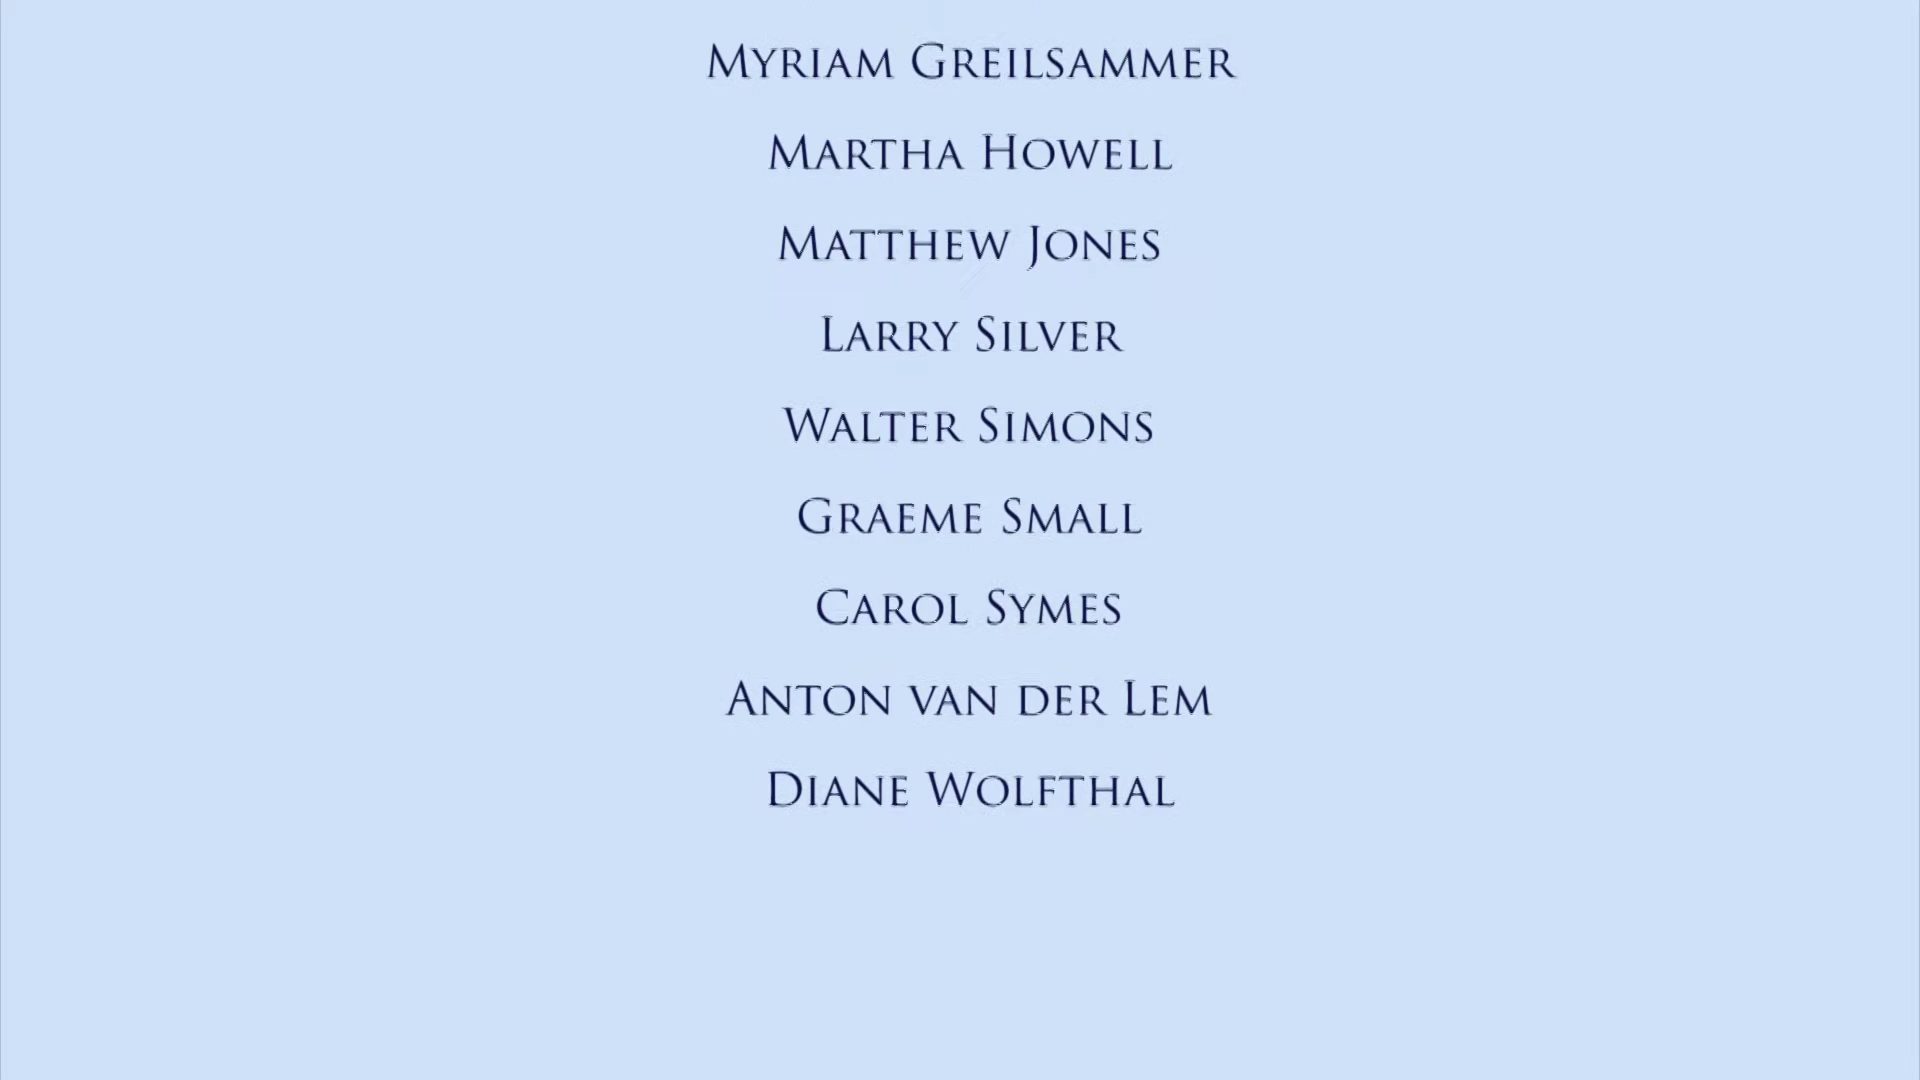 Myriam Greilsammer
Martha Howell
Matthew Jones
Larry Silver
Walter Simons
Graeme Small
Carol Symes
Anton van der Lem
Diane Wolfthal